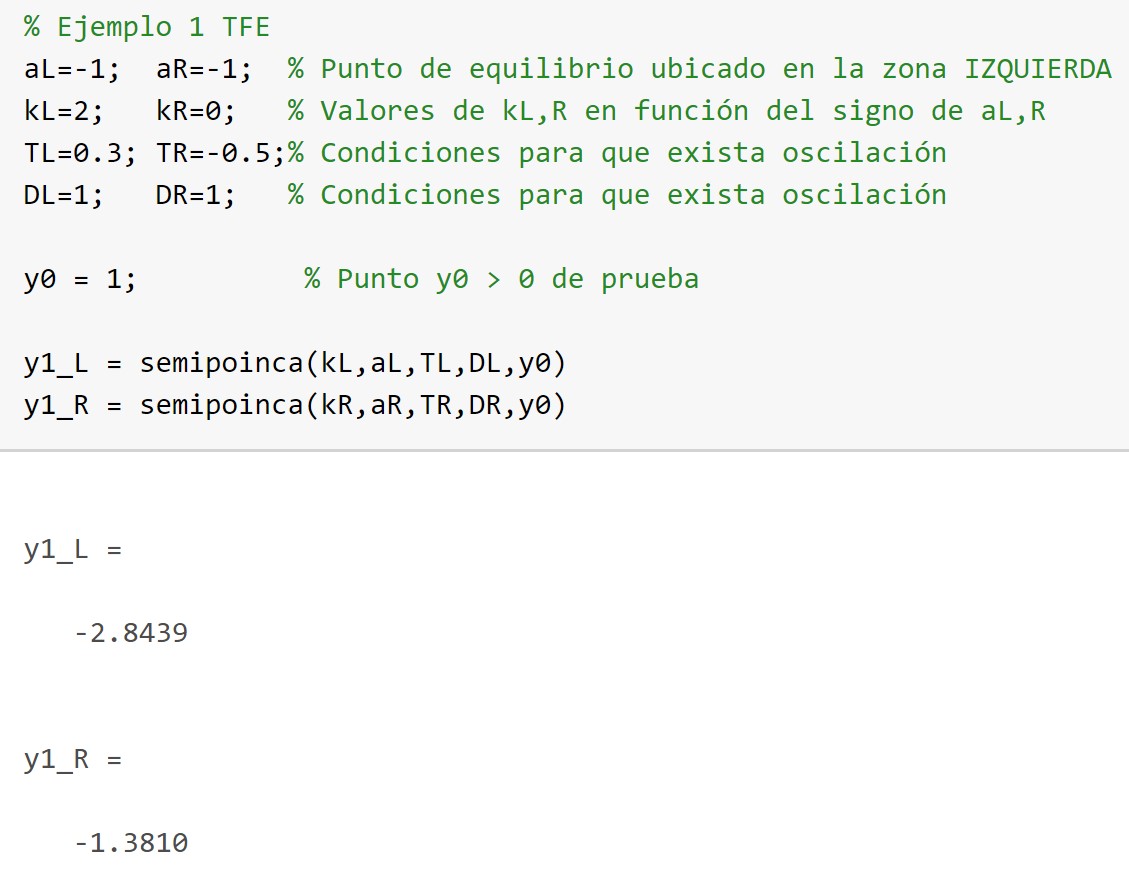 % Ejemplo 1 TFE
aL=-1;  aR=-1;  % Punto de equilibrio ubicado en la zona IZQUIERDA
kL=2;   kR=0;   % Valores de kL,R en función del signo de aL,R
TL=0.3; TR=-0.5;% Condiciones para que exista oscilación
DL=1;   DR=1;   % Condiciones para que exista oscilación
y0 = 1;          % Punto y0 > 0 de prueba
y1_L = semipoinca(kL,aL,TL,DL,y0)
y1_R = semipoinca(kR,aR,TR,DR,y0)
y1_L =
-2.8439
y1_R =
-1.3810